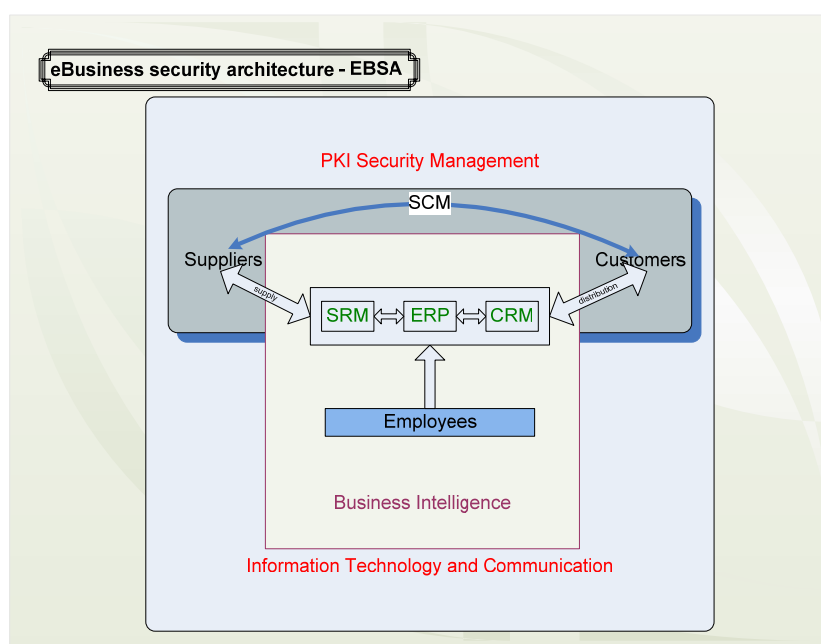 eBusiness security architecture - EBSA
PKI Security Management
SCM
Suppliers
Customers
supply
distribution
SRM
ERP
CRM
Employees
Business Intelligence
Information Technology and Communication